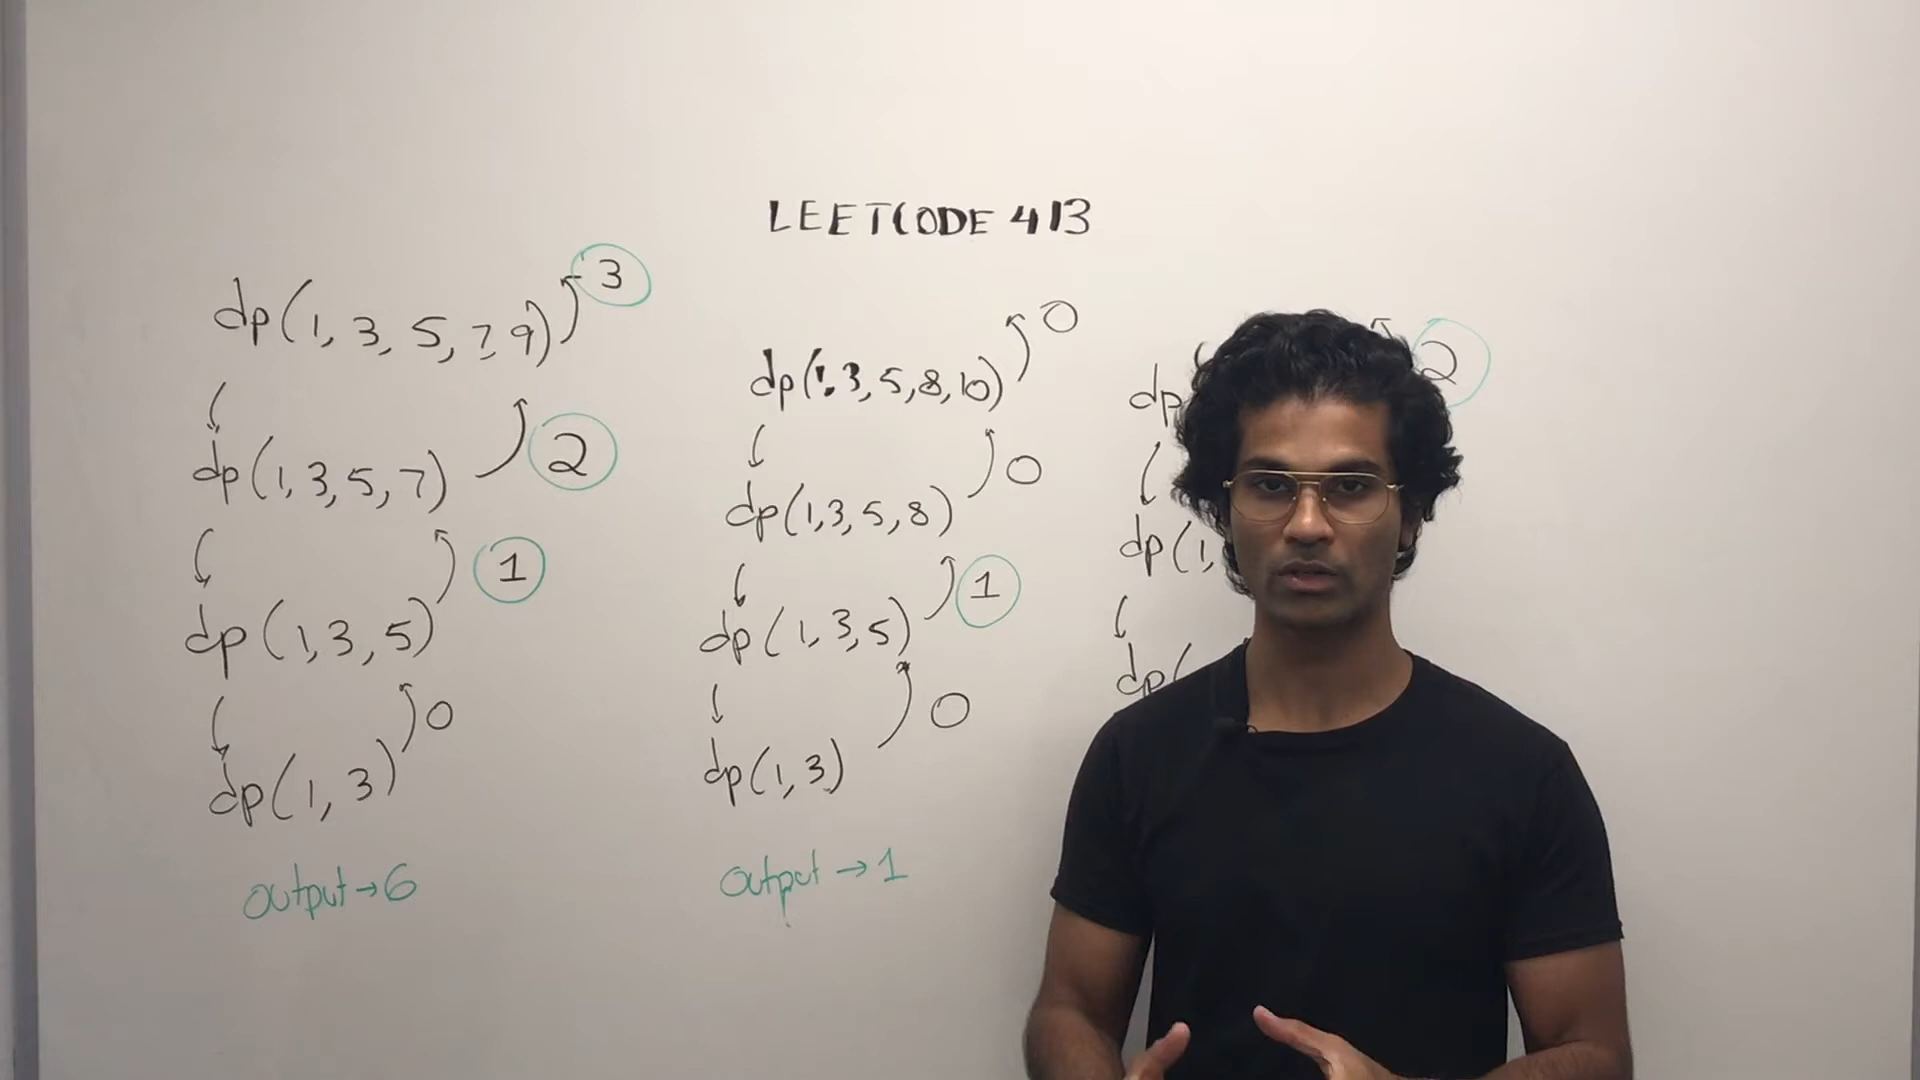 LEETCODE 413
dp(1, 3, 5, 7, 9) 3
dp(1, 3, 5, 7) 2
dp(1, 3, 5) 1
dp(1, 3) 0
output → 6
dp(1, 3, 5, 8, 10) 0
dp(1, 3, 5, 8) 0
dp(1, 3, 5) 1
dp(1, 3) 0
output → 1
dp 2
dp(1,
dp(